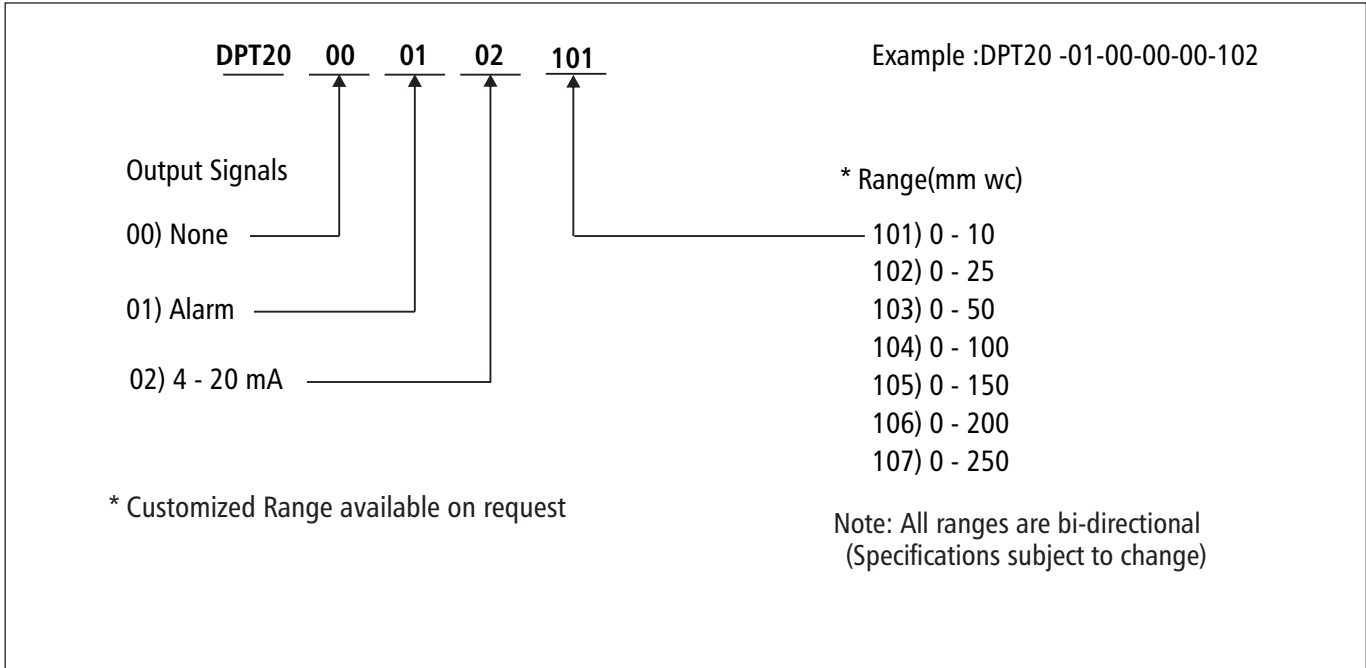 DPT20 00 01 02 101
Example :DPT20 -01-00-00-00-102
Output Signals
00) None
01) Alarm
02) 4 - 20 mA
* Customized Range available on request
* Range(mm wc)
101) 0 - 10
102) 0 - 25
103) 0 - 50
104) 0 - 100
105) 0 - 150
106) 0 - 200
107) 0 - 250
Note: All ranges are bi-directional
(Specifications subject to change)